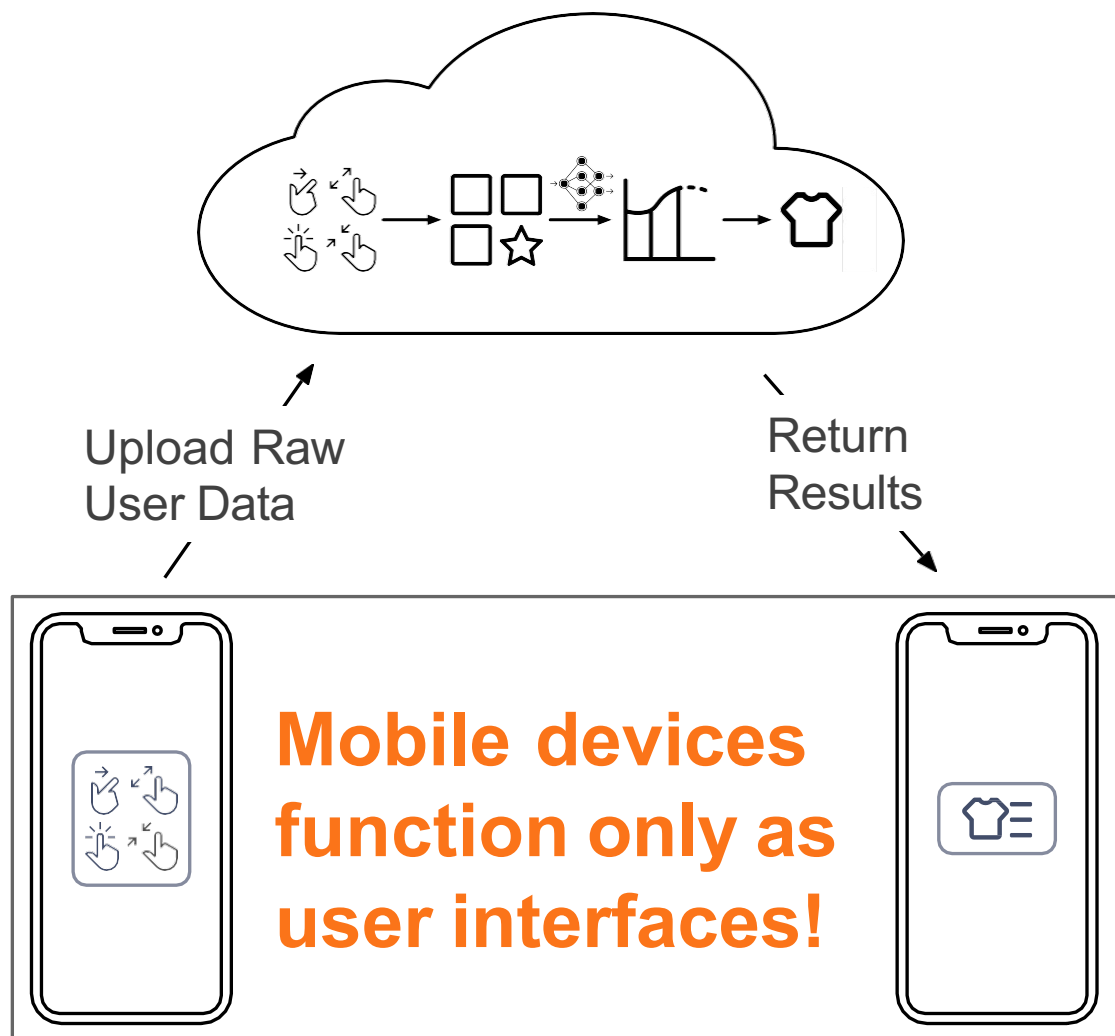 Upload Raw
User Data
Return
Results
Mobile devices
function only as
user interfaces!